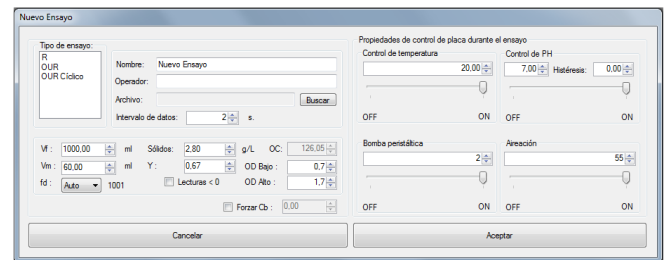 Nuevo Ensayo
Tipo de ensayo:
R
OUR
OUR Cíclico
Nombre: Nuevo Ensayo
Operador:
Archivo: Buscar
Intervalo de datos: 2 s.
Vf : 1000,00 ml Sólidos: 2,80 g/L OC: 126,05
Vm : 60,00 ml Y : 0,67 OD Bajo : 0,7
fd : Auto 1001 Lecturas < 0 OD Alto : 1,7
Forzar Cb : 0,00
Propiedades de control de placa durante el ensayo
Control de temperatura
20,00
OFF ON
Control de PH
7,00 Histéresis: 0,00
OFF ON
Bomba peristáltica
2
OFF ON
Aireación
55
OFF ON
Cancelar Aceptar